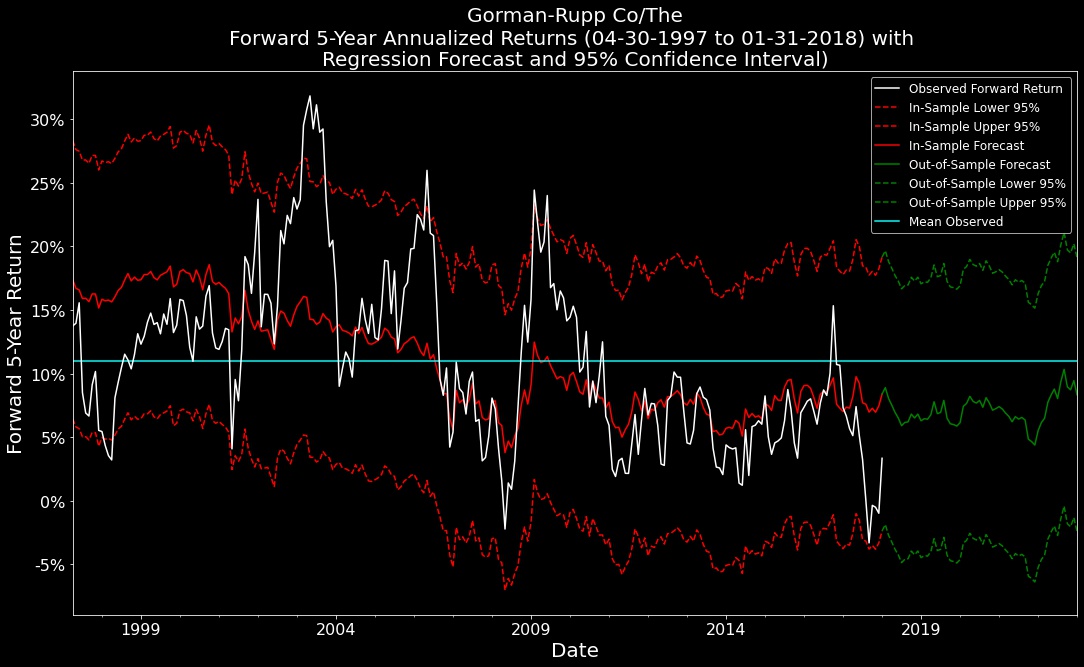 Gorman-Rupp Co/The
Forward 5-Year Annualized Returns (04-30-1997 to 01-31-2018) with
Regression Forecast and 95% Confidence Interval)
Observed Forward Return
In-Sample Lower 95%
In-Sample Upper 95%
In-Sample Forecast
Out-of-Sample Forecast
Out-of-Sample Lower 95%
Out-of-Sample Upper 95%
Mean Observed
Forward 5-Year Return
30%
25%
20%
15%
10%
5%
0%
-5%
1999
2004
2009
2014
2019
Date